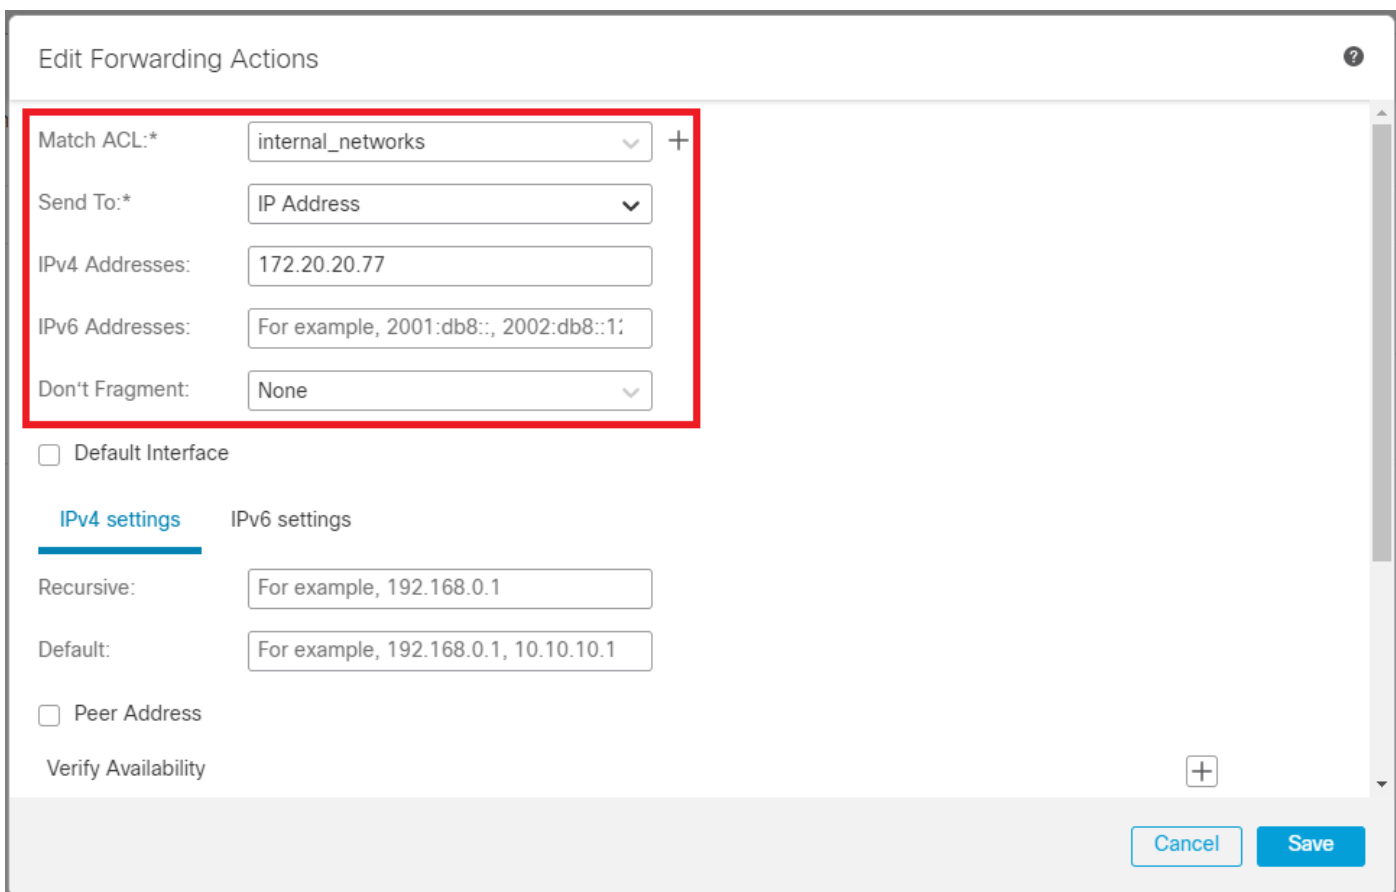 Edit Forwarding Actions
Match ACL:* internal_networks
Send To:* IP Address
IPv4 Addresses: 172.20.20.77
IPv6 Addresses: For example, 2001:db8::, 2002:db8::12
Don't Fragment: None
Default Interface
IPv4 settings IPv6 settings
Recursive: For example, 192.168.0.1
Default: For example, 192.168.0.1, 10.10.10.1
Peer Address
Verify Availability
Cancel Save